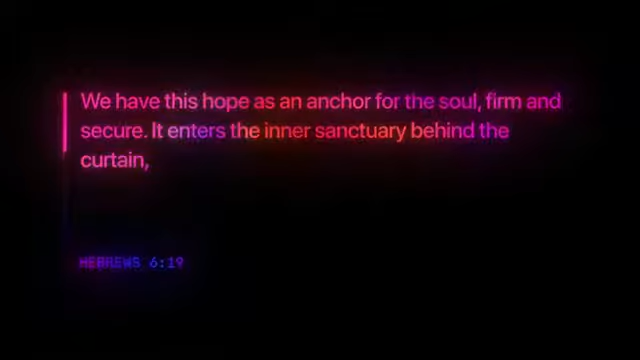 We have this hope as an anchor for the soul, firm and
secure. It enters the inner sanctuary behind the
curtain,
HEBREWS 6:19